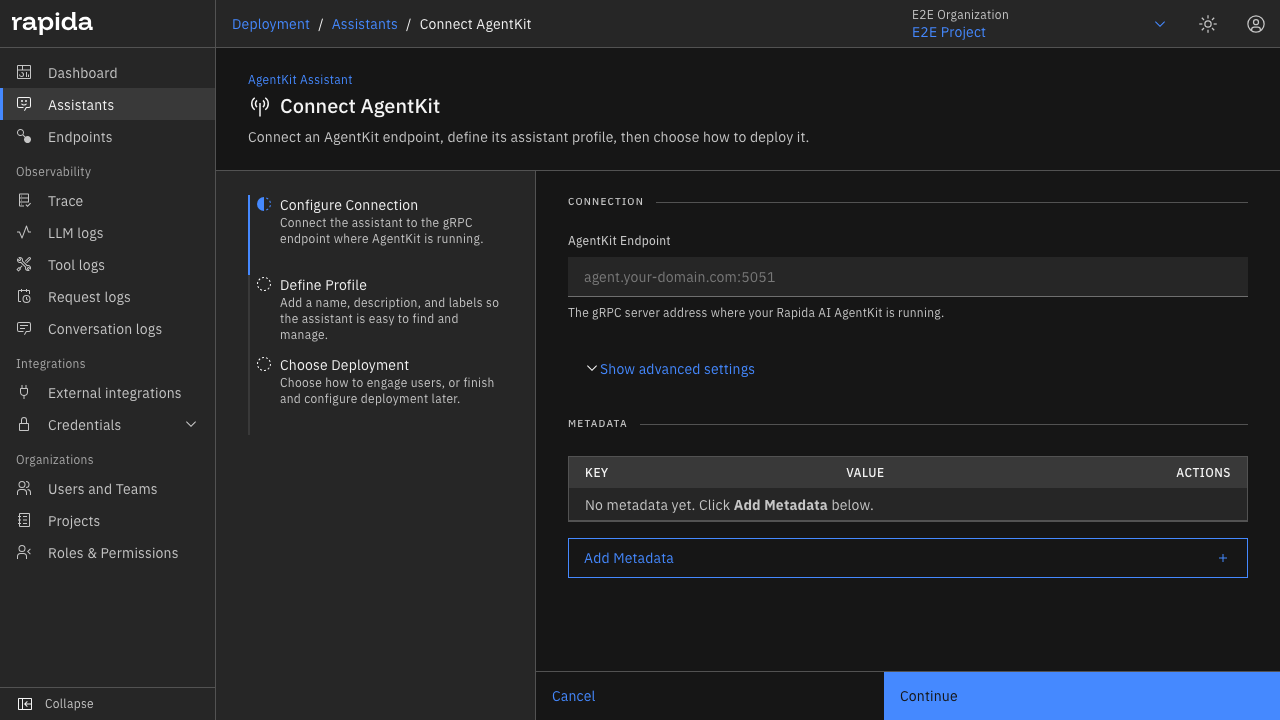 rapida
Deployment / Assistants / Connect AgentKit
E2E Organization
E2E Project
Dashboard
Assistants
Endpoints
Observability
Trace
LLM logs
Tool logs
Request logs
Conversation logs
Integrations
External integrations
Credentials
Organizations
Users and Teams
Projects
Roles & Permissions
Collapse
AgentKit Assistant
Connect AgentKit
Connect an AgentKit endpoint, define its assistant profile, then choose how to deploy it.
Configure Connection
Connect the assistant to the gRPC
endpoint where AgentKit is running.
Define Profile
Add a name, description, and labels so
the assistant is easy to find and
manage.
Choose Deployment
Choose how to engage users, or finish
and configure deployment later.
CONNECTION
AgentKit Endpoint
agent.your-domain.com:5051
The gRPC server address where your Rapida AI AgentKit is running.
Show advanced settings
METADATA
KEY VALUE ACTIONS
No metadata yet. Click Add Metadata below.
Add Metadata +
Cancel
Continue